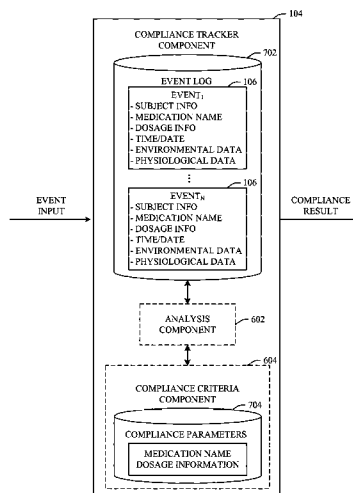 104
COMPLIANCE TRACKER
COMPONENT
702
EVENT LOG
106
EVENT1
- SUBJECT INFO
- MEDICATION NAME
- DOSAGE INFO
- TIME/DATE
- ENVIRONMENTAL DATA
- PHYSIOLOGICAL DATA
⋮
106
EVENTN
- SUBJECT INFO
- MEDICATION NAME
- DOSAGE INFO
- TIME/DATE
- ENVIRONMENTAL DATA
- PHYSIOLOGICAL DATA
EVENT
INPUT
COMPLIANCE
RESULT
ANALYSIS
COMPONENT
602
604
COMPLIANCE CRITERIA
COMPONENT
704
COMPLIANCE PARAMETERS
MEDICATION NAME
DOSAGE INFORMATION